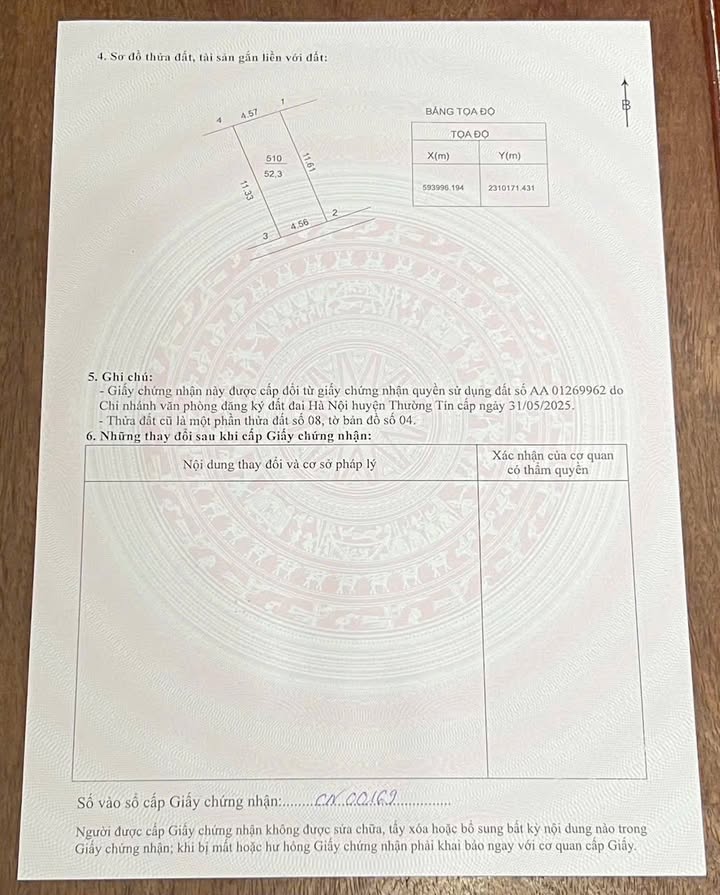 4. Sơ đồ thửa đất, tài sản gắn liền với đất:
B
4 4.57 1
510
52,3
11.61
11.33
3 4.56 2
BẢNG TỌA ĐỘ
TỌA ĐỘ
X(m) Y(m)
593996.194 2310171.431
5. Ghi chú:
- Giấy chứng nhận này được cấp đổi từ giấy chứng nhận quyền sử dụng đất số AA 01269962 do
Chi nhánh văn phòng đăng ký đất đai Hà Nội huyện Thường Tín cấp ngày 31/05/2025.
- Thửa đất cũ là một phần thửa đất số 08, tờ bản đồ số 04.
6. Những thay đổi sau khi cấp Giấy chứng nhận:
Nội dung thay đổi và cơ sở pháp lý
Xác nhận của cơ quan
có thẩm quyền
Số vào sổ cấp Giấy chứng nhận:.......CN 00169...............
Người được cấp Giấy chứng nhận không được sửa chữa, tẩy xóa hoặc bổ sung bất kỳ nội dung nào trong
Giấy chứng nhận; khi bị mất hoặc hư hỏng Giấy chứng nhận phải khai báo ngay với cơ quan cấp Giấy.